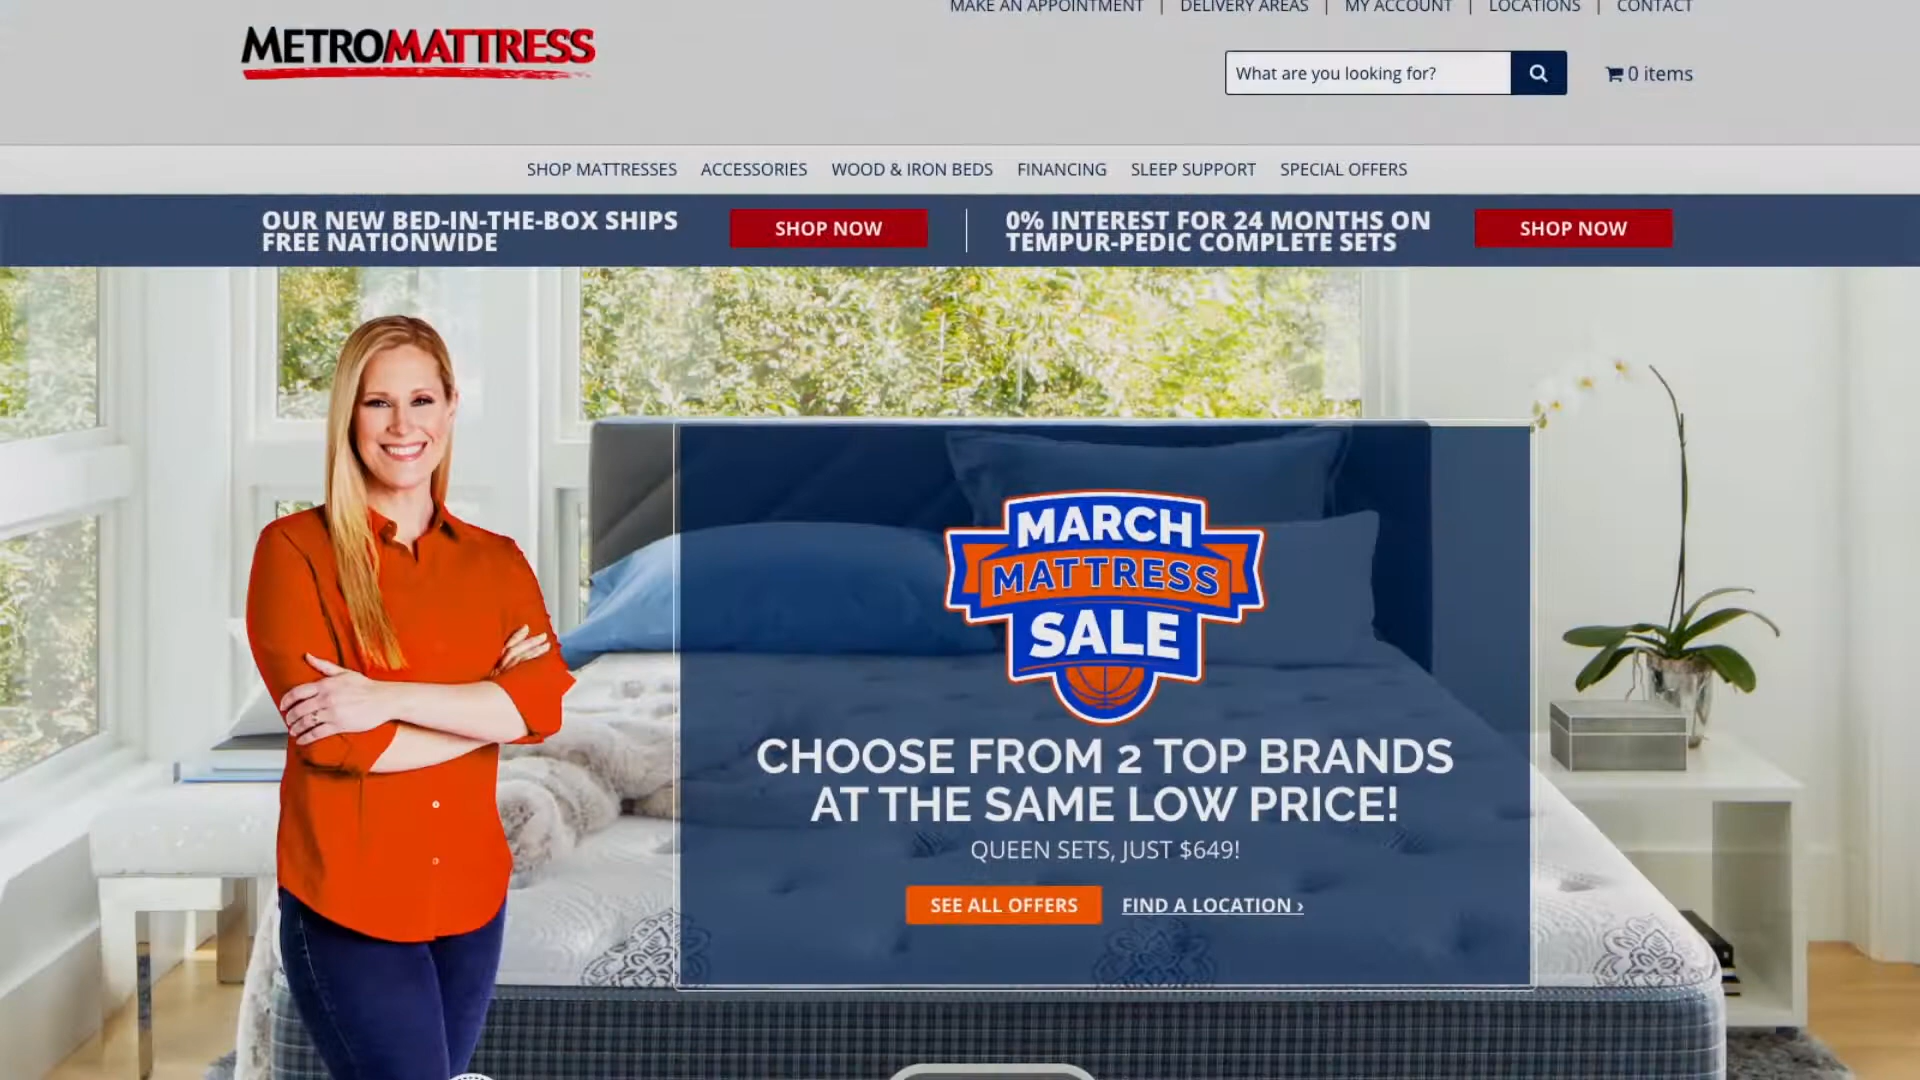 MAKE AN APPOINTMENT | DELIVERY AREAS | MY ACCOUNT | LOCATIONS | CONTACT
METROMATTRESS
What are you looking for?
0 items
SHOP MATTRESSES ACCESSORIES WOOD & IRON BEDS FINANCING SLEEP SUPPORT SPECIAL OFFERS
OUR NEW BED-IN-THE-BOX SHIPS
FREE NATIONWIDE
SHOP NOW
0% INTEREST FOR 24 MONTHS ON
TEMPUR-PEDIC COMPLETE SETS
SHOP NOW
MARCH
MATTRESS
SALE
CHOOSE FROM 2 TOP BRANDS
AT THE SAME LOW PRICE!
QUEEN SETS, JUST $649!
SEE ALL OFFERS
FIND A LOCATION ›